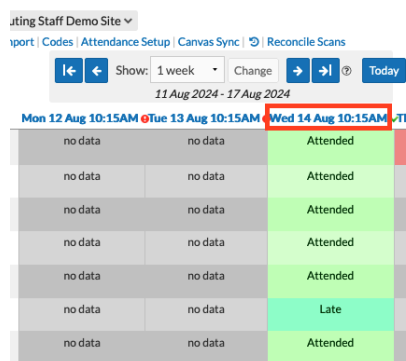 uting Staff Demo Site
nport | Codes | Attendance Setup | Canvas Sync | | Reconcile Scans
Show: 1 week Change Today
11 Aug 2024 - 17 Aug 2024
Mon 12 Aug 10:15AM Tue 13 Aug 10:15AM Wed 14 Aug 10:15AM
no data no data Attended
no data no data Attended
no data no data Attended
no data no data Attended
no data no data Attended
no data no data Late
no data no data Attended